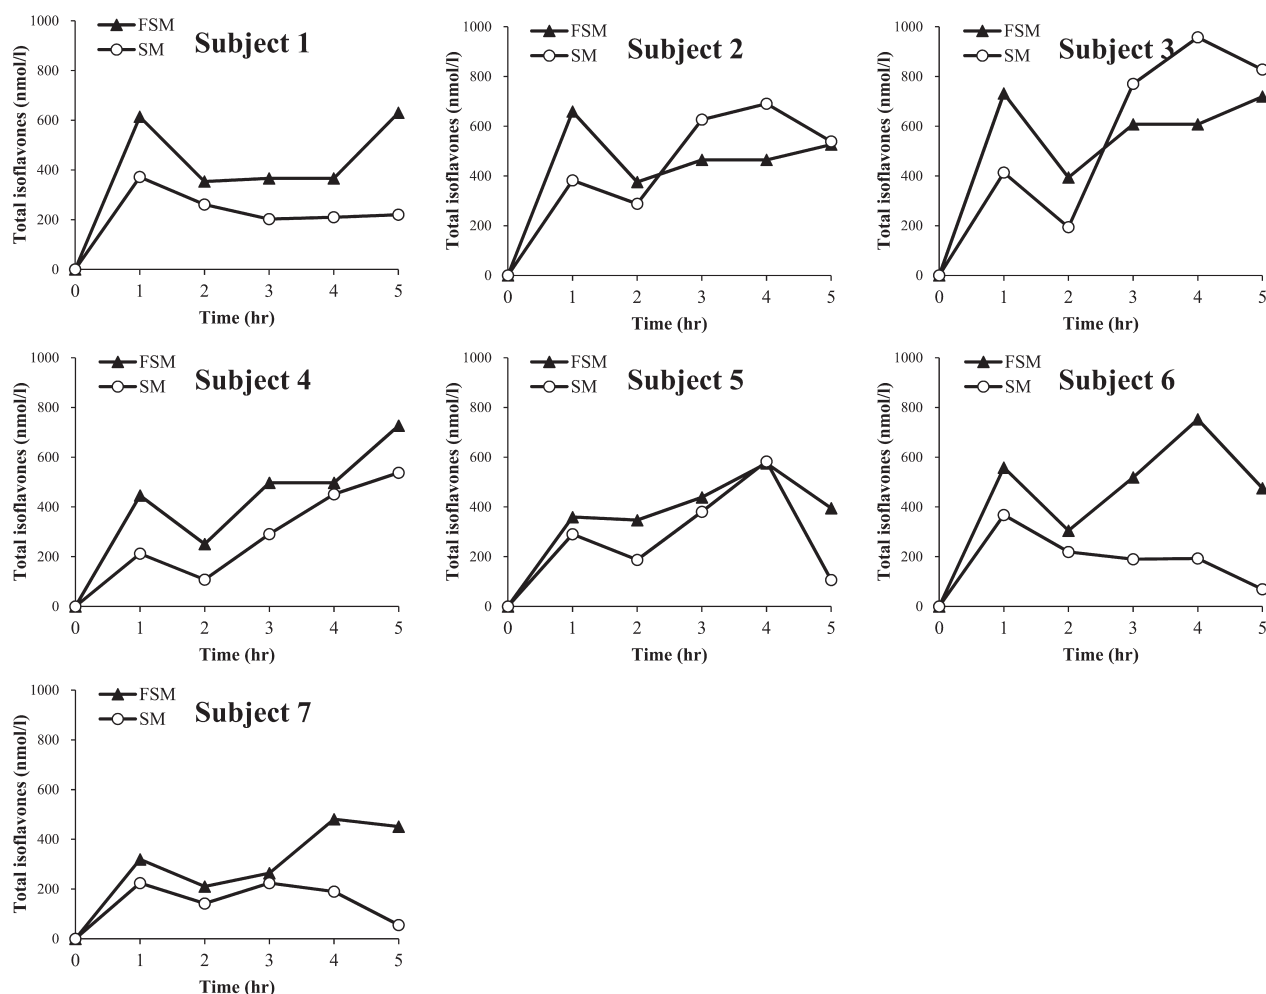 FSM
SM
Subject 1
Total isoflavones (nmol/l)
1000
800
600
400
200
0
0 1 2 3 4 5
Time (hr)
FSM
SM
Subject 2
Total isoflavones (nmol/l)
1000
800
600
400
200
0
0 1 2 3 4 5
Time (hr)
FSM
SM
Subject 3
Total isoflavones (nmol/l)
1000
800
600
400
200
0
0 1 2 3 4 5
Time (hr)
FSM
SM
Subject 4
Total isoflavones (nmol/l)
1000
800
600
400
200
0
0 1 2 3 4 5
Time (hr)
FSM
SM
Subject 5
Total isoflavones (nmol/l)
1000
800
600
400
200
0
0 1 2 3 4 5
Time (hr)
FSM
SM
Subject 6
Total isoflavones (nmol/l)
1000
800
600
400
200
0
0 1 2 3 4 5
Time (hr)
FSM
SM
Subject 7
Total isoflavones (nmol/l)
1000
800
600
400
200
0
0 1 2 3 4 5
Time (hr)